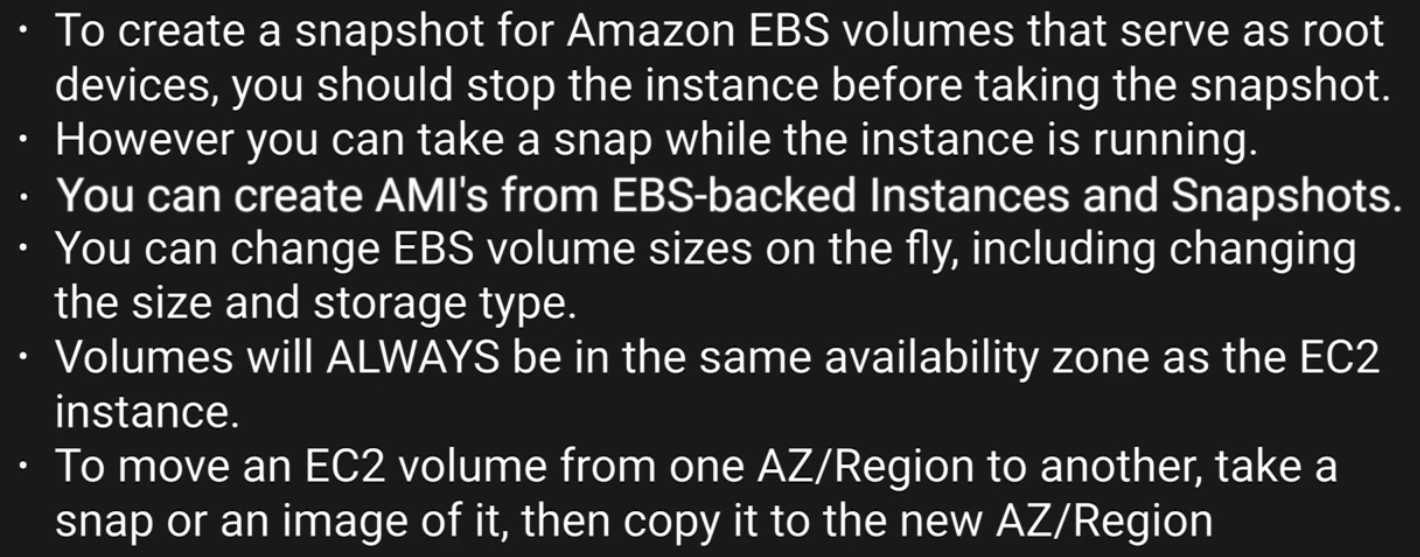 • To create a snapshot for Amazon EBS volumes that serve as root
devices, you should stop the instance before taking the snapshot.
• However you can take a snap while the instance is running.
• You can create AMI's from EBS-backed Instances and Snapshots.
• You can change EBS volume sizes on the fly, including changing
the size and storage type.
• Volumes will ALWAYS be in the same availability zone as the EC2
instance.
• To move an EC2 volume from one AZ/Region to another, take a
snap or an image of it, then copy it to the new AZ/Region